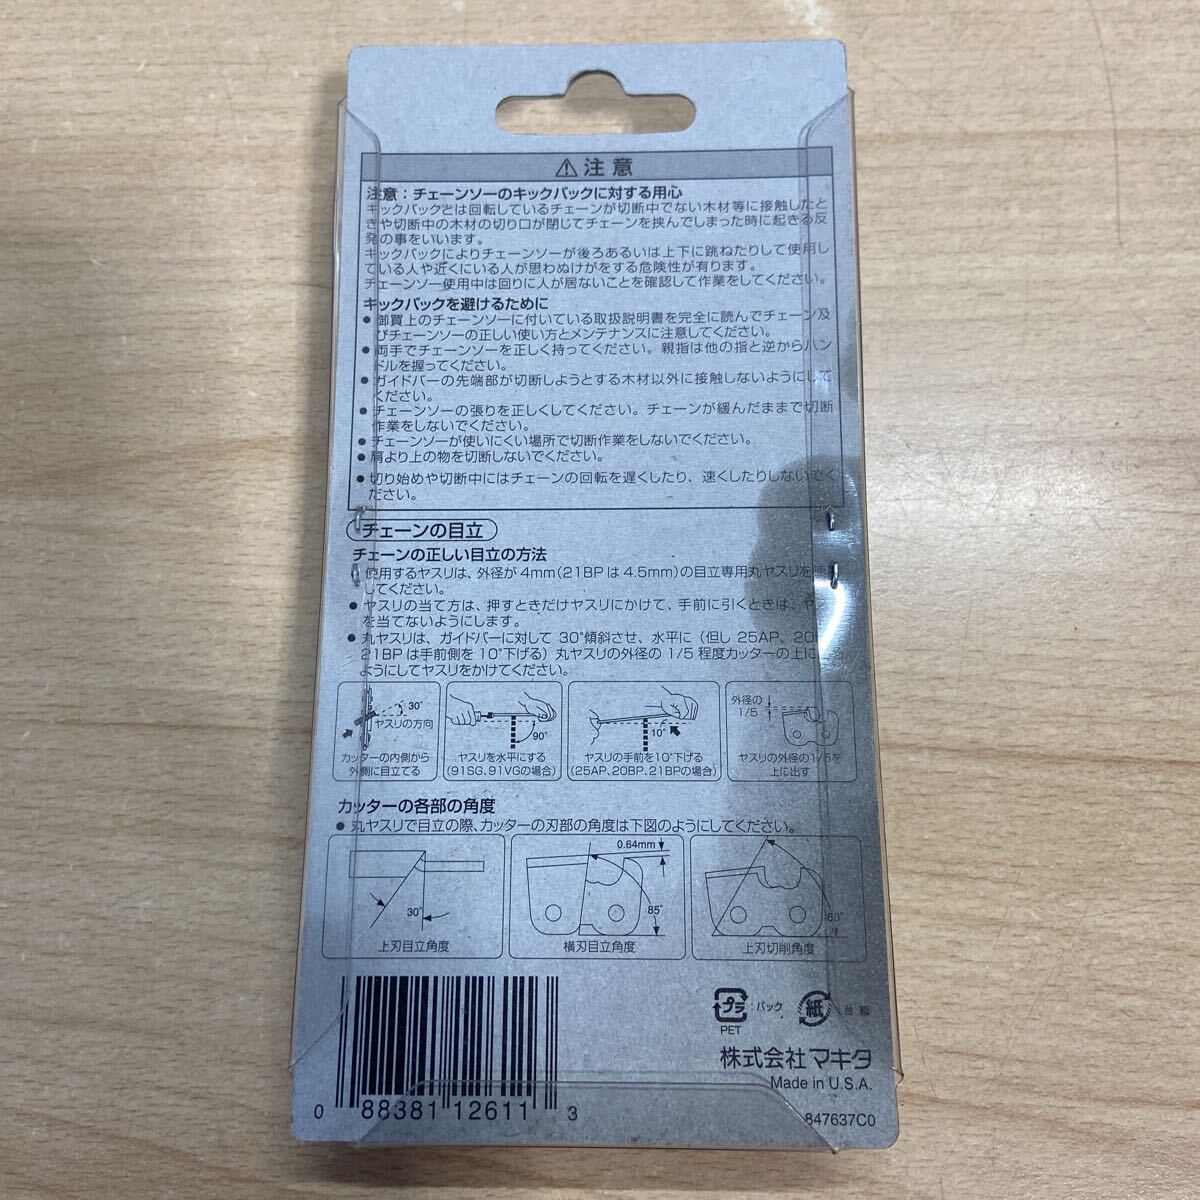 ⚠ 注意
注意：チェーンソーのキックバックに対する用心
キックバックとは回転しているチェーンが切断中でない木材等に接触したと
きや切断中の木材の切り口が閉じてチェーンを挟んでしまった時に起きる反
発の事をいいます。
キックバックによりチェーンソーが後ろあるいは上下に跳ねたりして使用し
ている人や近くにいる人が思わぬけがをする危険性が有ります。
チェーンソー使用中は回りに人が居ないことを確認して作業をしてください。
キックバックを避けるために
● 御買上のチェーンソーに付いている取扱説明書を完全に読んでチェーン及
びチェーンソーの正しい使い方とメンテナンスに注意してください。
● 両手でチェーンソーを正しく持ってください。親指は他の指と逆からハン
ドルを握ってください。
● ガイドバーの先端部が切断しようとする木材以外に接触しないようにして
ください。
● チェーンソーの張りを正しくしてください。チェーンが緩んだままで切断
作業をしないでください。
● チェーンソーが使いにくい場所で切断作業をしないでください。
● 肩より上の物を切断しないでください。
● 切り始めや切断中にはチェーンの回転を遅くしたり、速くしたりしないでく
ださい。
チェーンの目立
チェーンの正しい目立の方法
使用するヤスリは、外径が 4mm(21BP は 4.5mm)の目立専用丸ヤスリを
してください。
● ヤスリの当て方は、押すときだけヤスリにかけて、手前に引くときは、ヤ
を当てないようにします。
● 丸ヤスリは、ガイドバーに対して 30°傾斜させ、水平に（但し 25AP、20
21BP は手前側を 10°下げる）丸ヤスリの外径の 1/5 程度カッターの上に
ようにしてヤスリをかけてください。
30°
ヤスリの方向
カッターの内側から
外側に目立てる
90°
ヤスリを水平にする
(91SG、91VGの場合)
10°
ヤスリの手前を10°下げる
(25AP、20BP、21BPの場合)
外径の
1/5
ヤスリの外径の1/5を
上に出す
カッターの各部の角度
● 丸ヤスリで目立の際、カッターの刃部の角度は下図のようにしてください。
30°
上刃目立角度
0.64mm
85°
横刃目立角度
60°
上刃切削角度
プラ
：パック
PET
紙
：台紙
株式会社マキタ
Made in U.S.A.
0 88381 12611 3
847637C0